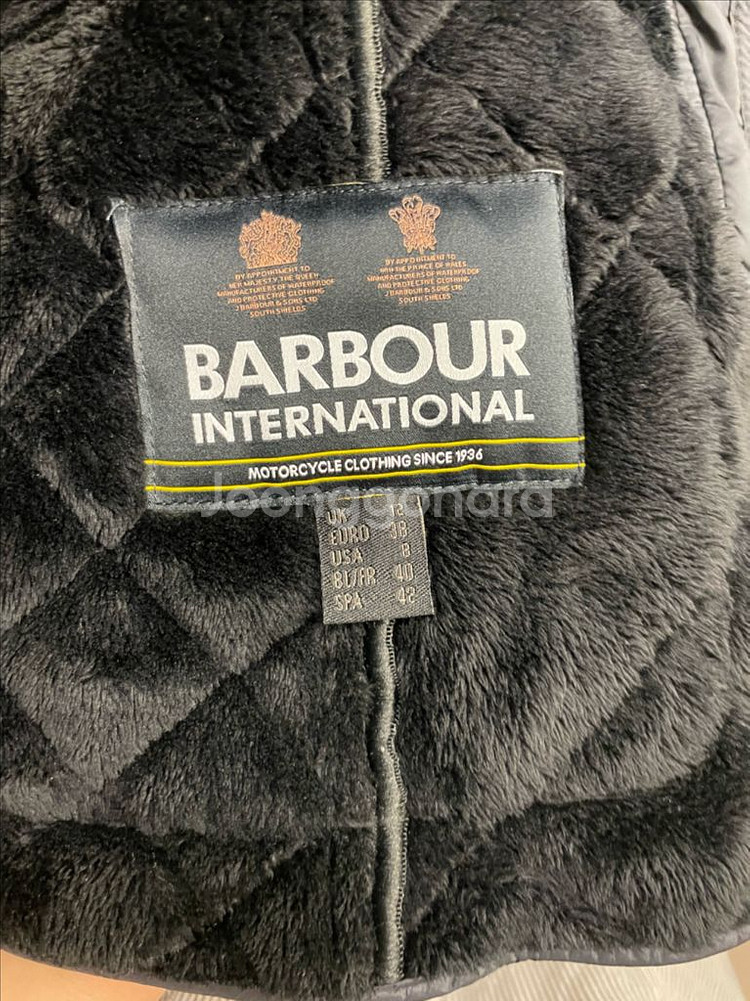 BY APPOINTMENT TO
HER MAJESTY THE QUEEN
MANUFACTURERS OF WATERPROOF
AND PROTECTIVE CLOTHING
J BARBOUR & SONS LTD
SOUTH SHIELDS
BY APPOINTMENT TO
HRH THE PRINCE OF WALES
MANUFACTURERS OF WATERPROOF
AND PROTECTIVE CLOTHING
J BARBOUR & SONS LTD
SOUTH SHIELDS
BARBOUR
INTERNATIONAL
MOTORCYCLE CLOTHING SINCE 1936
Joonggonara
UK 12
EURO 38
USA 8
BL/FR 40
SPA 42